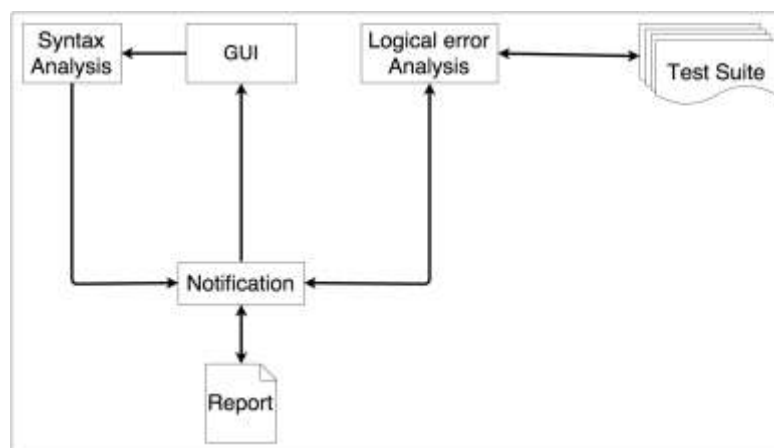 Syntax
Analysis
GUI
Logical error
Analysis
Test Suite
Notification
Report